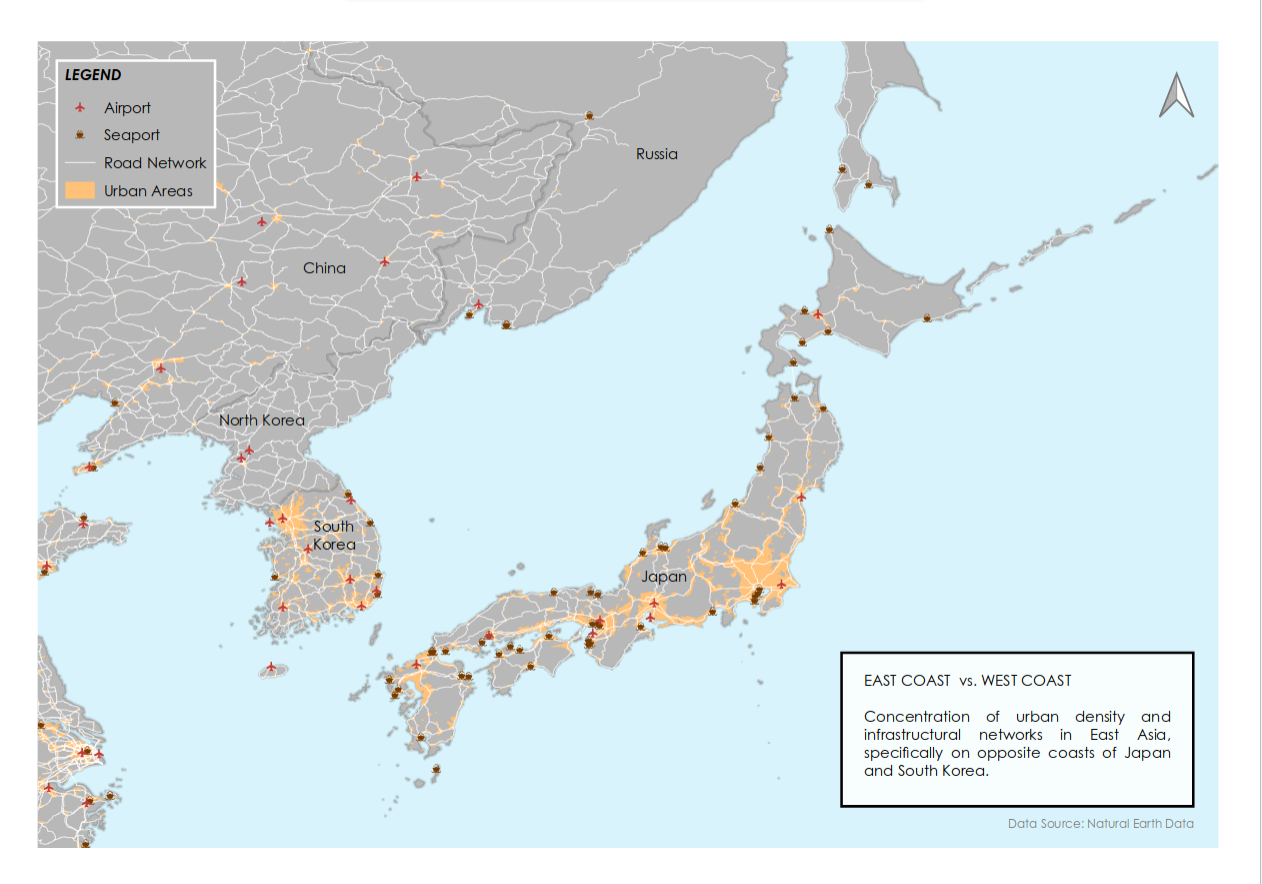 LEGEND
Airport
Seaport
Road Network
Urban Areas
Russia
China
North Korea
South
Korea
Japan
EAST COAST vs. WEST COAST
Concentration of urban density and
infrastructural networks in East Asia,
specifically on opposite coasts of Japan
and South Korea.
Data Source: Natural Earth Data